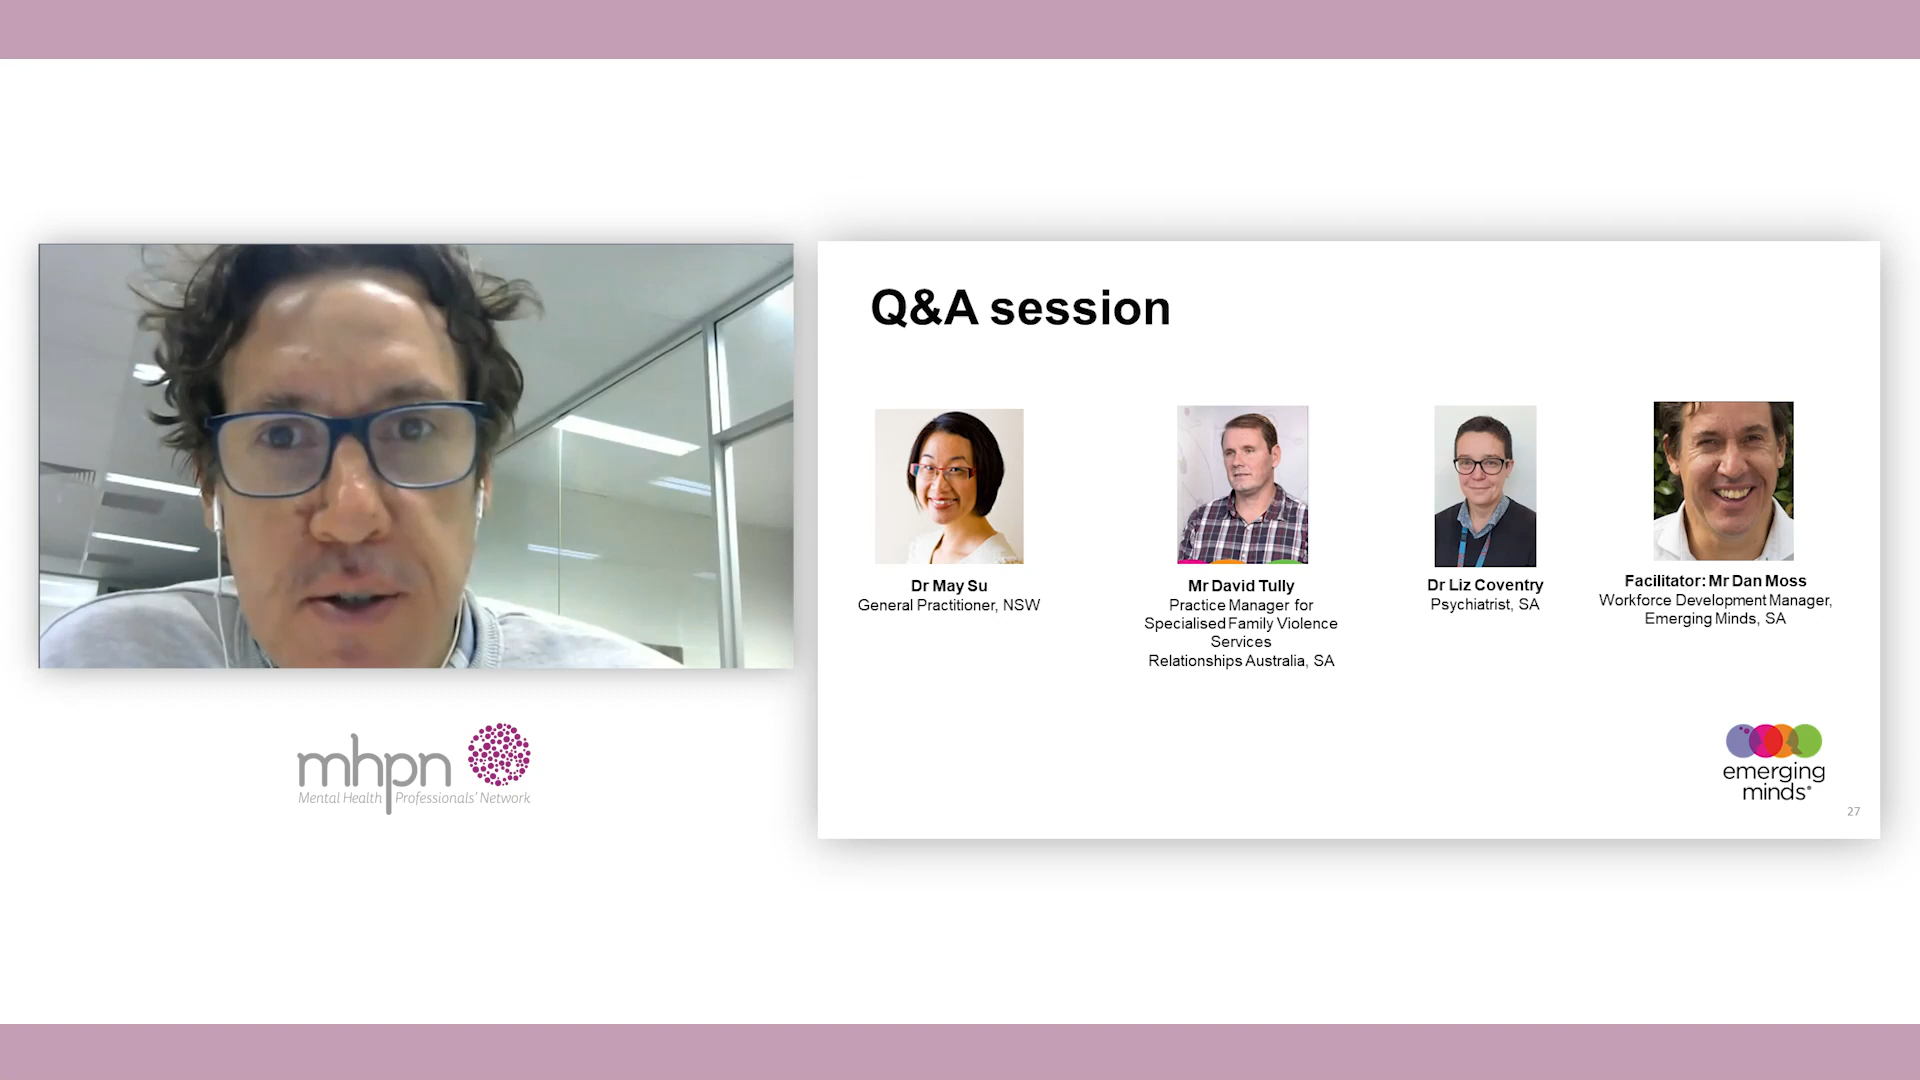 Q&A session
Dr May Su
General Practitioner, NSW
Mr David Tully
Practice Manager for
Specialised Family Violence
Services
Relationships Australia, SA
Dr Liz Coventry
Psychiatrist, SA
Facilitator: Mr Dan Moss
Workforce Development Manager,
Emerging Minds, SA
mhpn
Mental Health Professionals' Network
emerging
minds
27